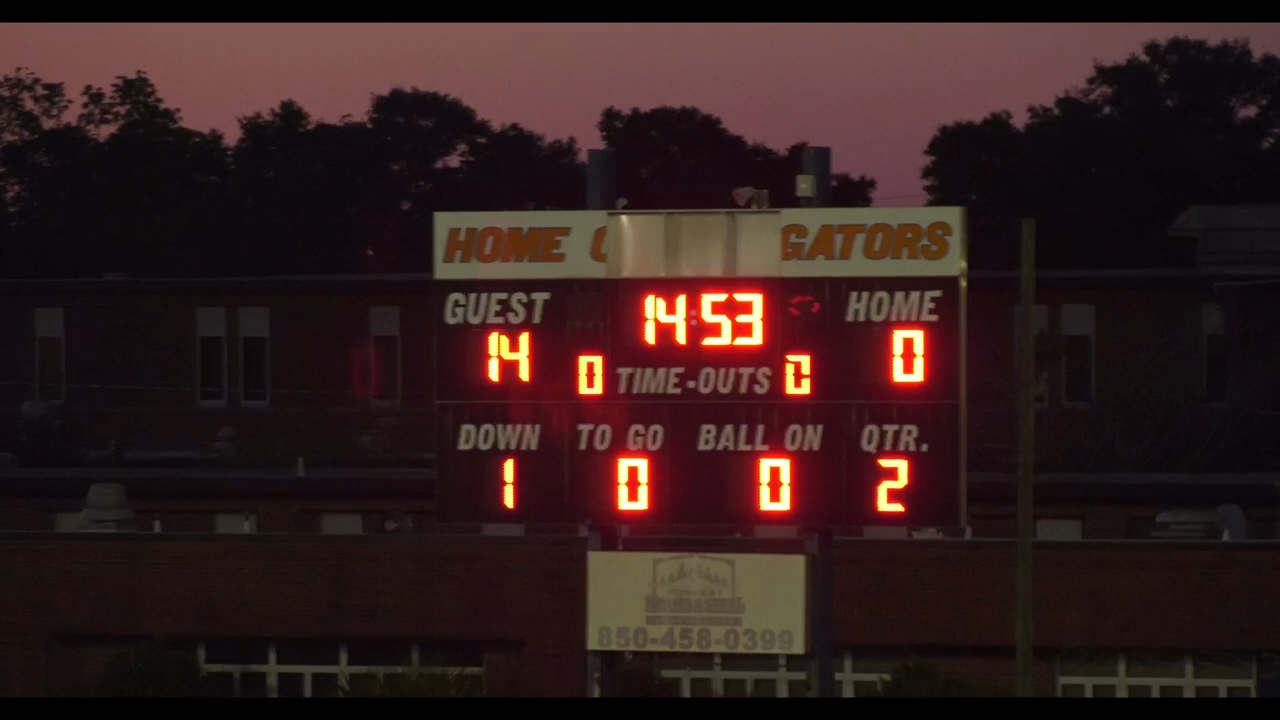 HOME GATORS
GUEST 14:53 HOME
14 0 TIME-OUTS 0
DOWN TO GO BALL ON QTR.
1 0 0 2
850-458-0399